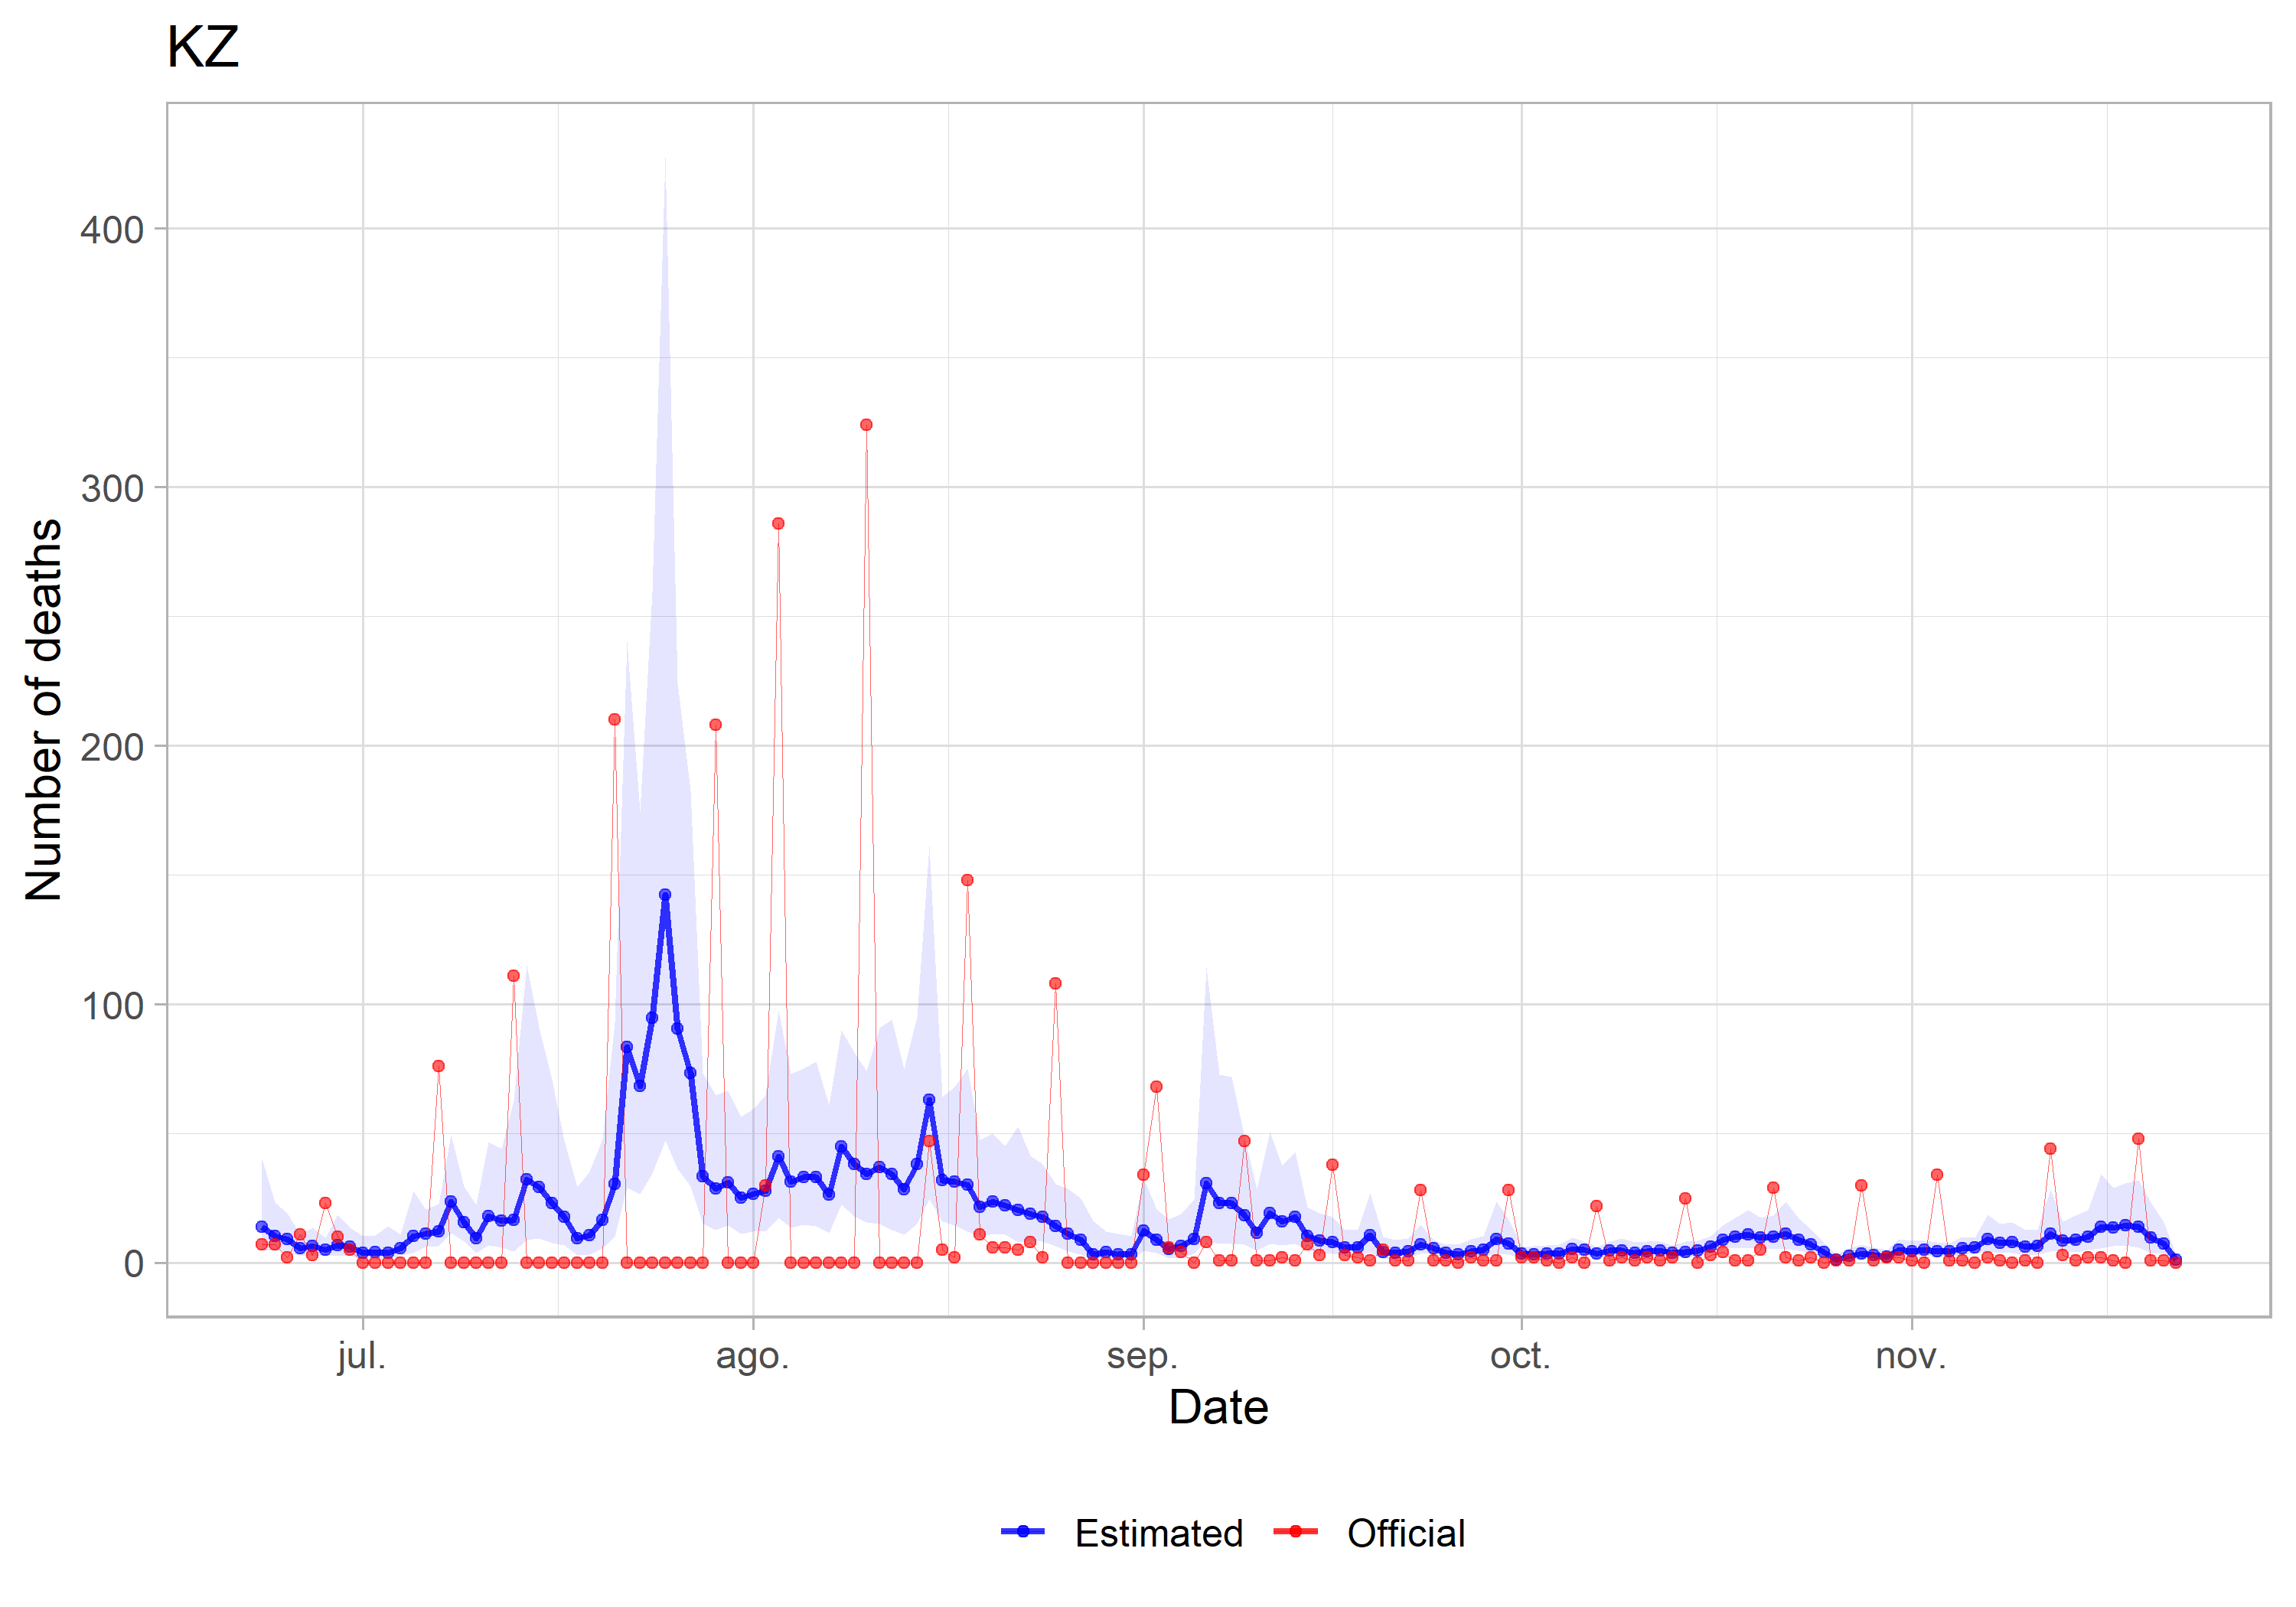 KZ
Number of deaths
400
300
200
100
0
jul. ago. sep. oct. nov.
Date
Estimated Official